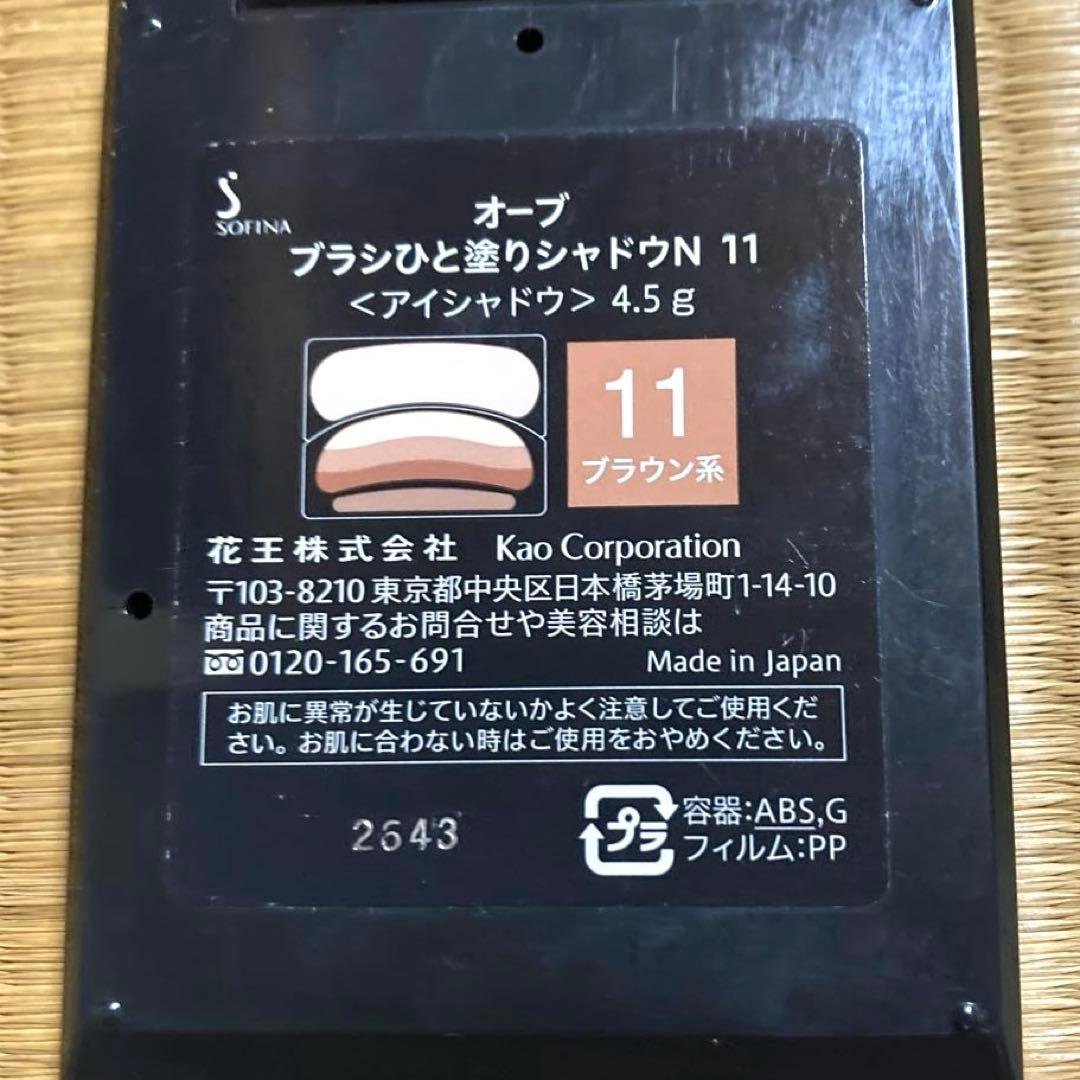 SOFINA
オーブ
ブラシひと塗りシャドウN 11
＜アイシャドウ＞ 4.5g
11
ブラウン系
花王株式会社 Kao Corporation
〒103-8210 東京都中央区日本橋茅場町1-14-10
商品に関するお問合せや美容相談は
0120-165-691 Made in Japan
お肌に異常が生じていないかよく注意してご使用くだ
さい。お肌に合わない時はご使用をおやめください。
2643
プラ 容器:ABS,G
フィルム:PP